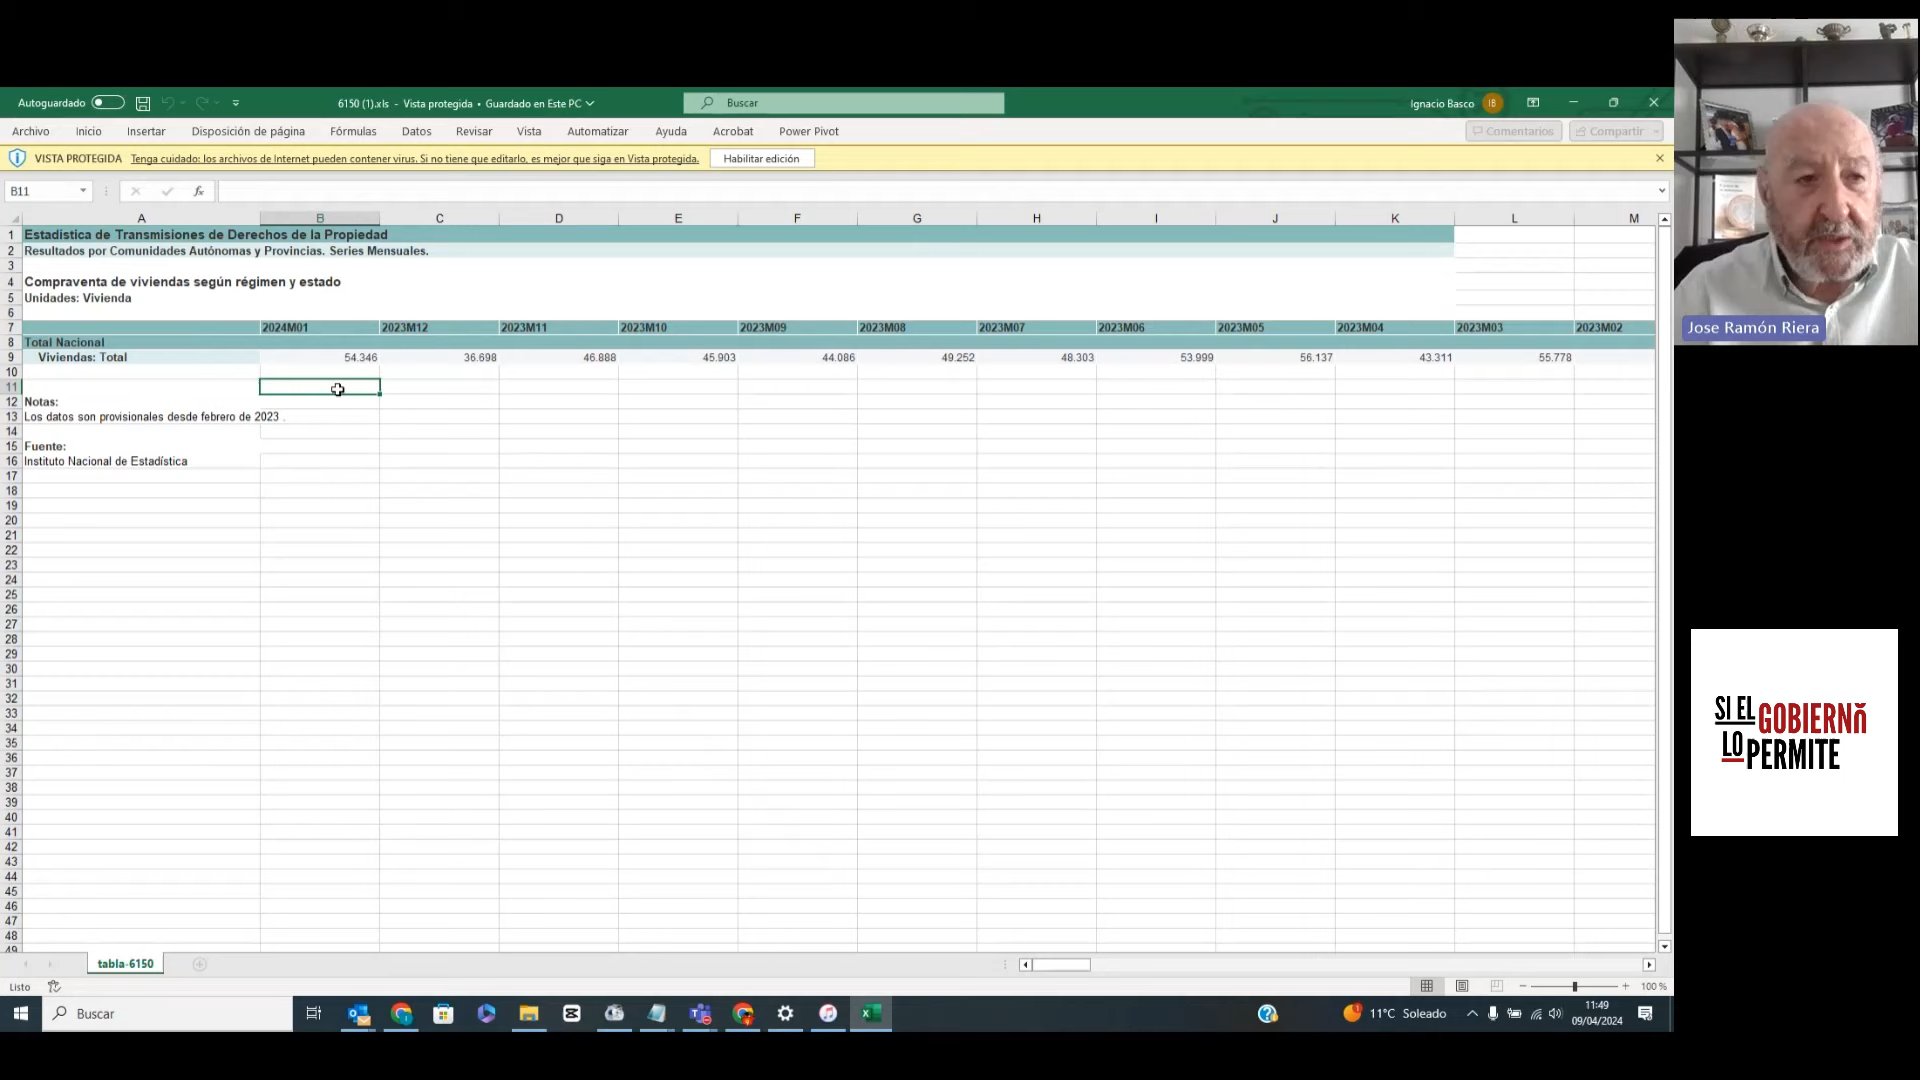 Autoguardado
6150 (1).xls - Vista protegida • Guardado en Este PC
Buscar
Ignacio Basco IB
Archivo Inicio Insertar Disposición de página Fórmulas Datos Revisar Vista Automatizar Ayuda Acrobat Power Pivot
Comentarios Compartir
VISTA PROTEGIDA Tenga cuidado: los archivos de Internet pueden contener virus. Si no tiene que editarlo, es mejor que siga en Vista protegida. Habilitar edición
B11 fx
A B C D E F G H I J K L M
1 Estadística de Transmisiones de Derechos de la Propiedad
2 Resultados por Comunidades Autónomas y Provincias. Series Mensuales.
3
4 Compraventa de viviendas según régimen y estado
5 Unidades: Vivienda
6
7 2024M01 2023M12 2023M11 2023M10 2023M09 2023M08 2023M07 2023M06 2023M05 2023M04 2023M03 2023M02
8 Total Nacional
9 Viviendas: Total 54.346 36.698 46.888 45.903 44.086 49.252 48.303 53.999 56.137 43.311 55.778
10
11
12 Notas:
13 Los datos son provisionales desde febrero de 2023 .
14
15 Fuente:
16 Instituto Nacional de Estadística
17
18
19
20
21
22
23
24
25
26
27
28
29
30
31
32
33
34
35
36
37
38
39
40
41
42
43
44
45
46
47
48
49
tabla-6150
Listo
100 %
Buscar
11°C Soleado
11:49
09/04/2024
Jose Ramón Riera
SI EL GOBIERNO
LO PERMITE